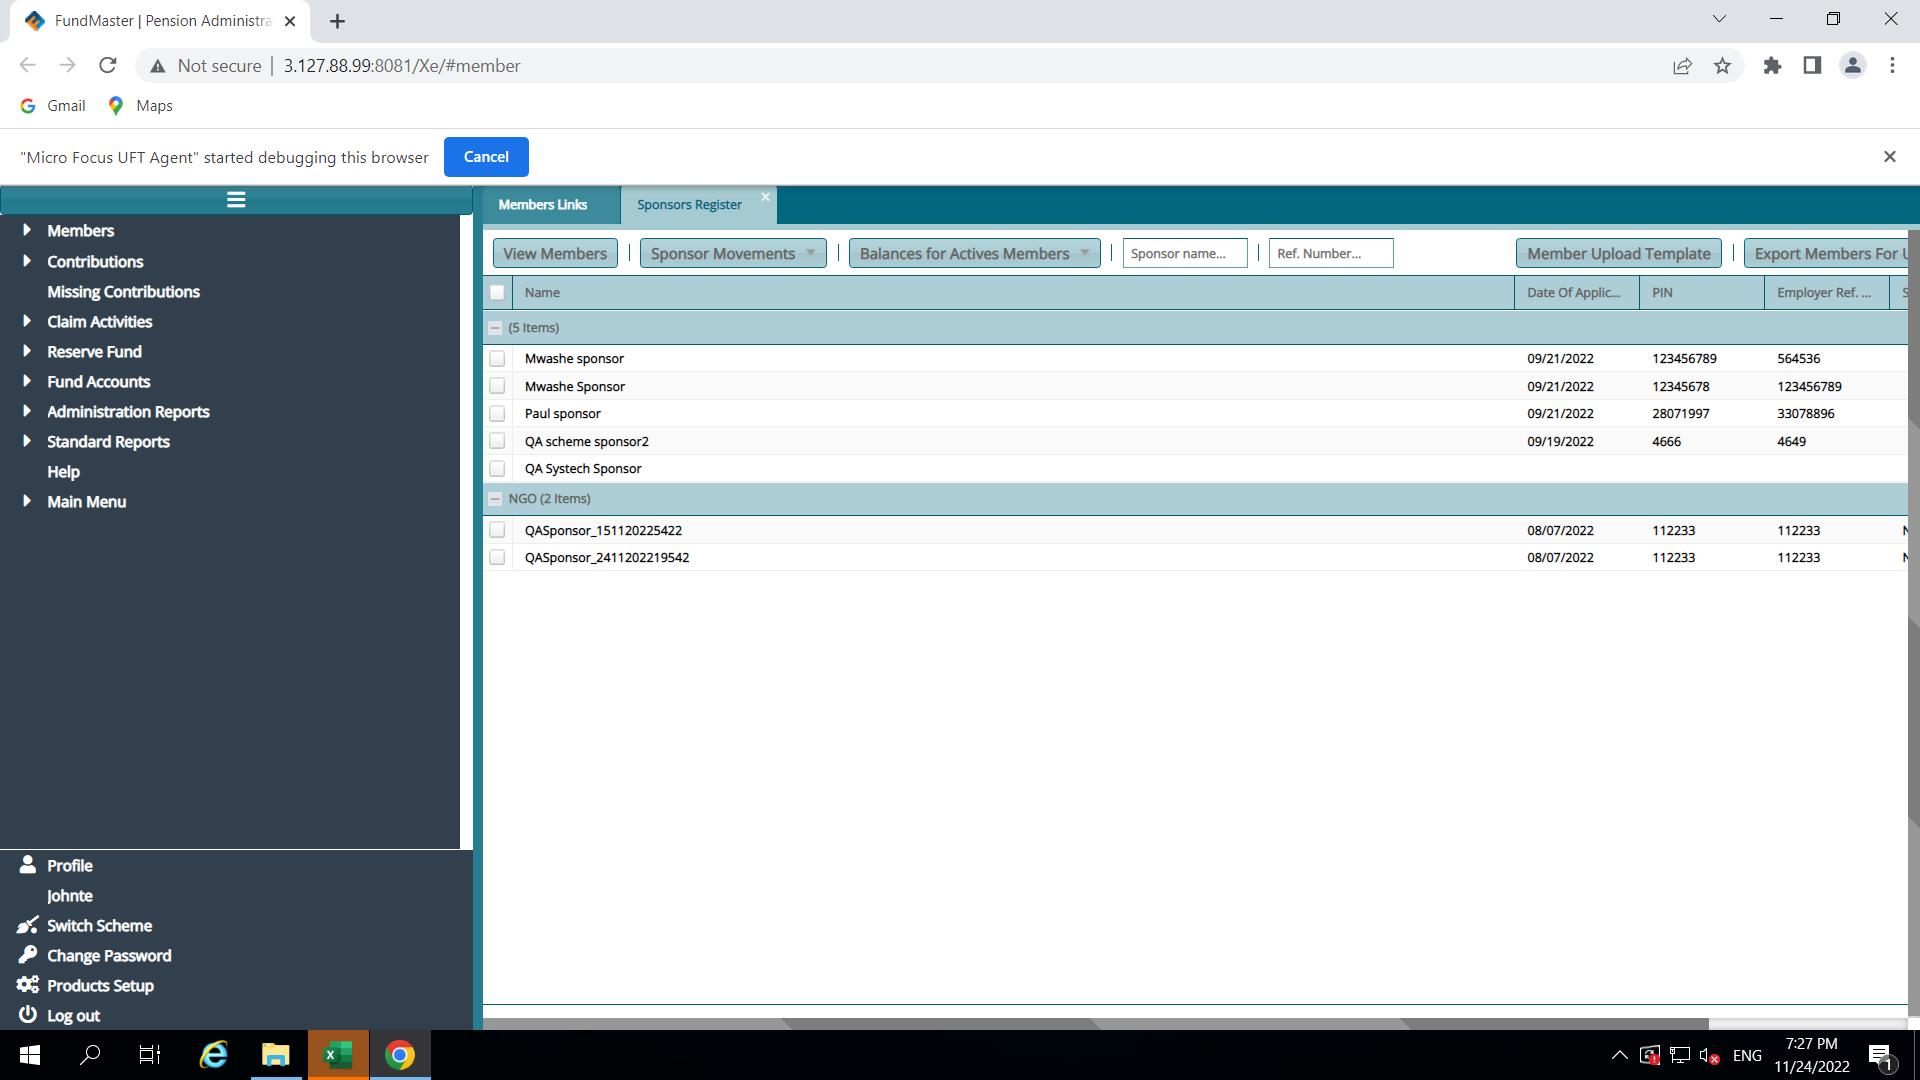 FundMaster | Pension Administra
Not secure | 3.127.88.99:8081/Xe/#member
Gmail
Maps
"Micro Focus UFT Agent" started debugging this browser
Cancel
Members
Contributions
Missing Contributions
Claim Activities
Reserve Fund
Fund Accounts
Administration Reports
Standard Reports
Help
Main Menu
Profile
Johnte
Switch Scheme
Change Password
Products Setup
Log out
Members Links
Sponsors Register
View Members
Sponsor Movements
Balances for Actives Members
Sponsor name...
Ref. Number...
Member Upload Template
Export Members For U
Name Date Of Applic... PIN Employer Ref. ... S
(5 Items)
Mwashe sponsor 09/21/2022 123456789 564536
Mwashe Sponsor 09/21/2022 12345678 123456789
Paul sponsor 09/21/2022 28071997 33078896
QA scheme sponsor2 09/19/2022 4666 4649
QA Systech Sponsor
NGO (2 Items)
QASponsor_151120225422 08/07/2022 112233 112233 N
QASponsor_2411202219542 08/07/2022 112233 112233 N
ENG
7:27 PM
11/24/2022
1